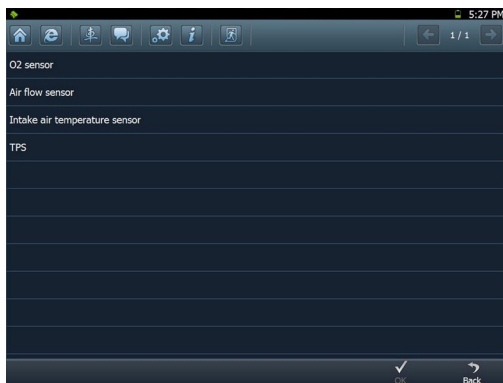 5:27 PM
1 / 1
O2 sensor
Air flow sensor
Intake air temperature sensor
TPS
OK
Back